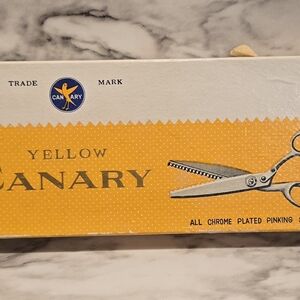 TRADE MARK
CANARY
YELLOW
CANARY
ALL CHROME PLATED PINKING